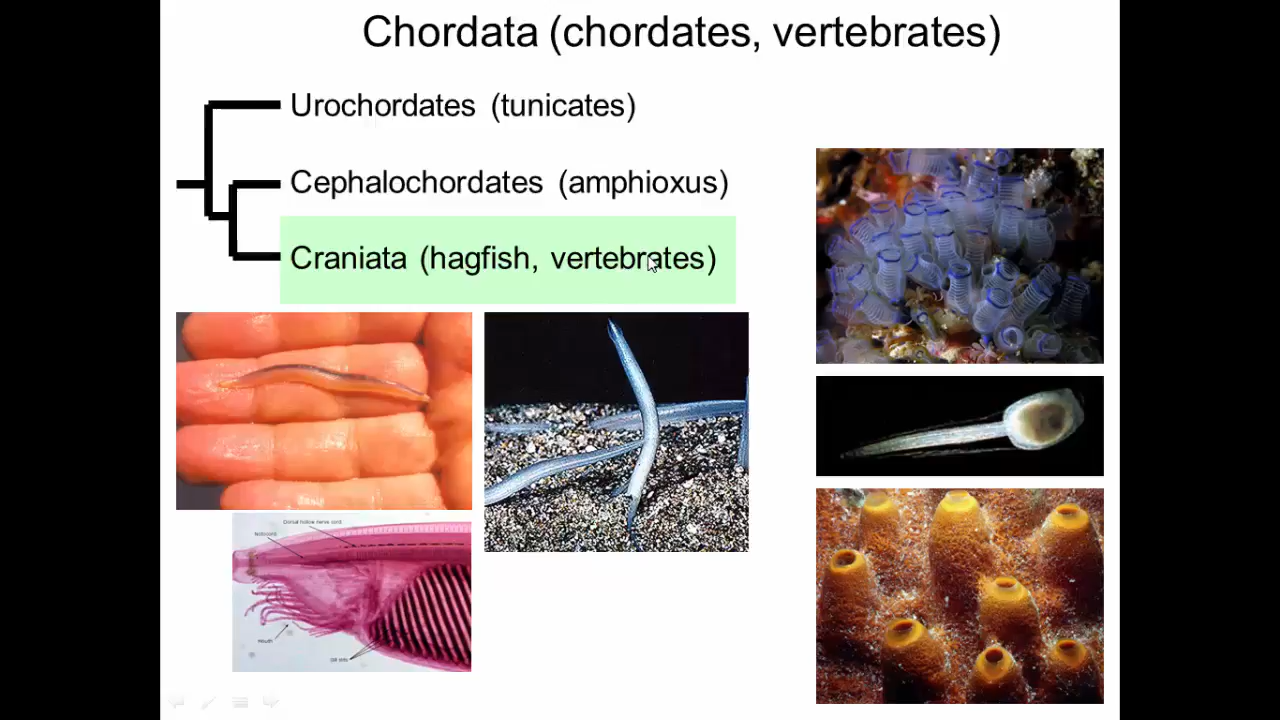 Chordata (chordates, vertebrates)
Urochordates (tunicates)
Cephalochordates (amphioxus)
Craniata (hagfish, vertebrates)
Dorsal hollow nerve cord
Notochord
Mouth
Gill slits